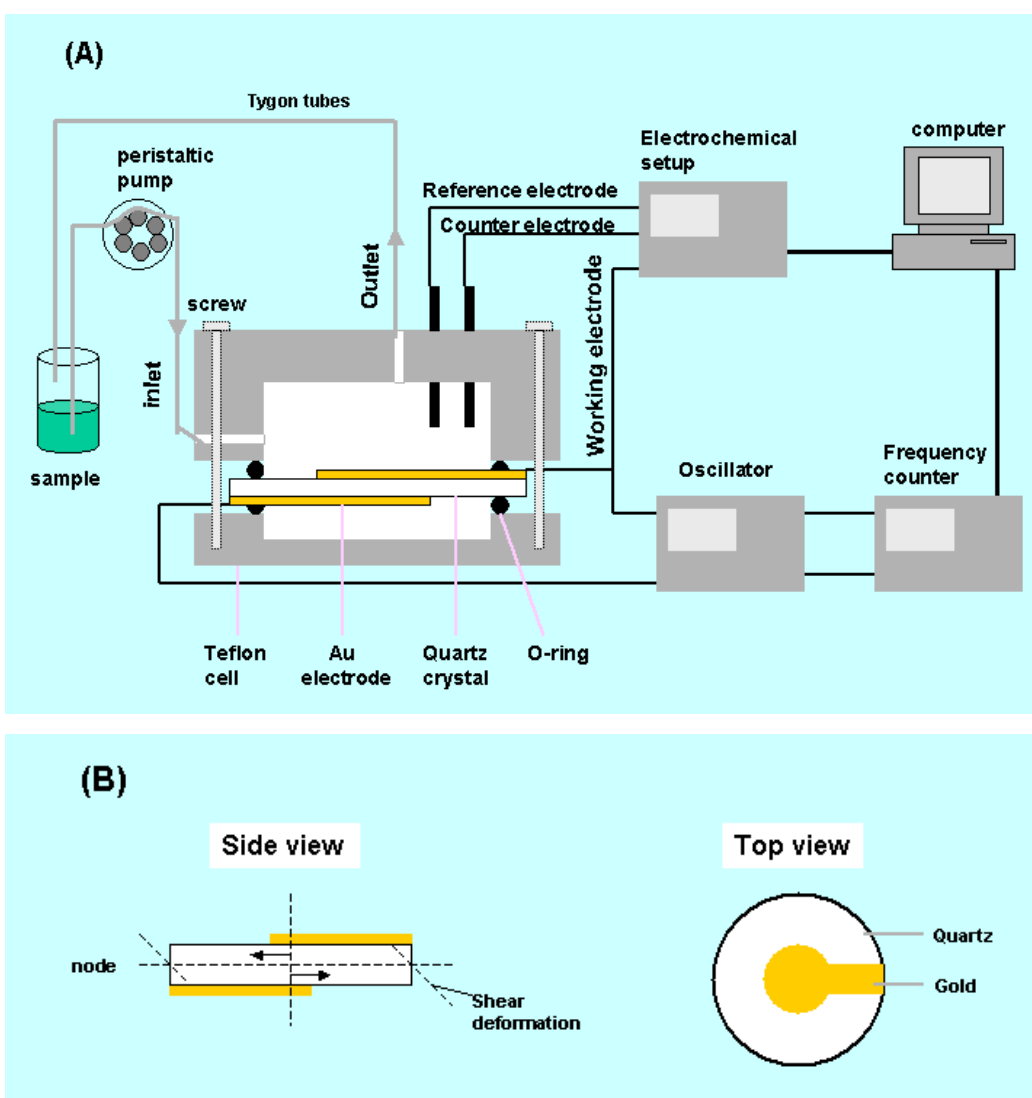 (A)
Tygon tubes
peristaltic
pump
Electrochemical
setup
computer
Reference electrode
Counter electrode
Outlet
screw
inlet
Working electrode
sample
Oscillator
Frequency
counter
Teflon
cell
Au
electrode
Quartz
crystal
O-ring
(B)
Side view
Top view
node
Shear
deformation
Quartz
Gold